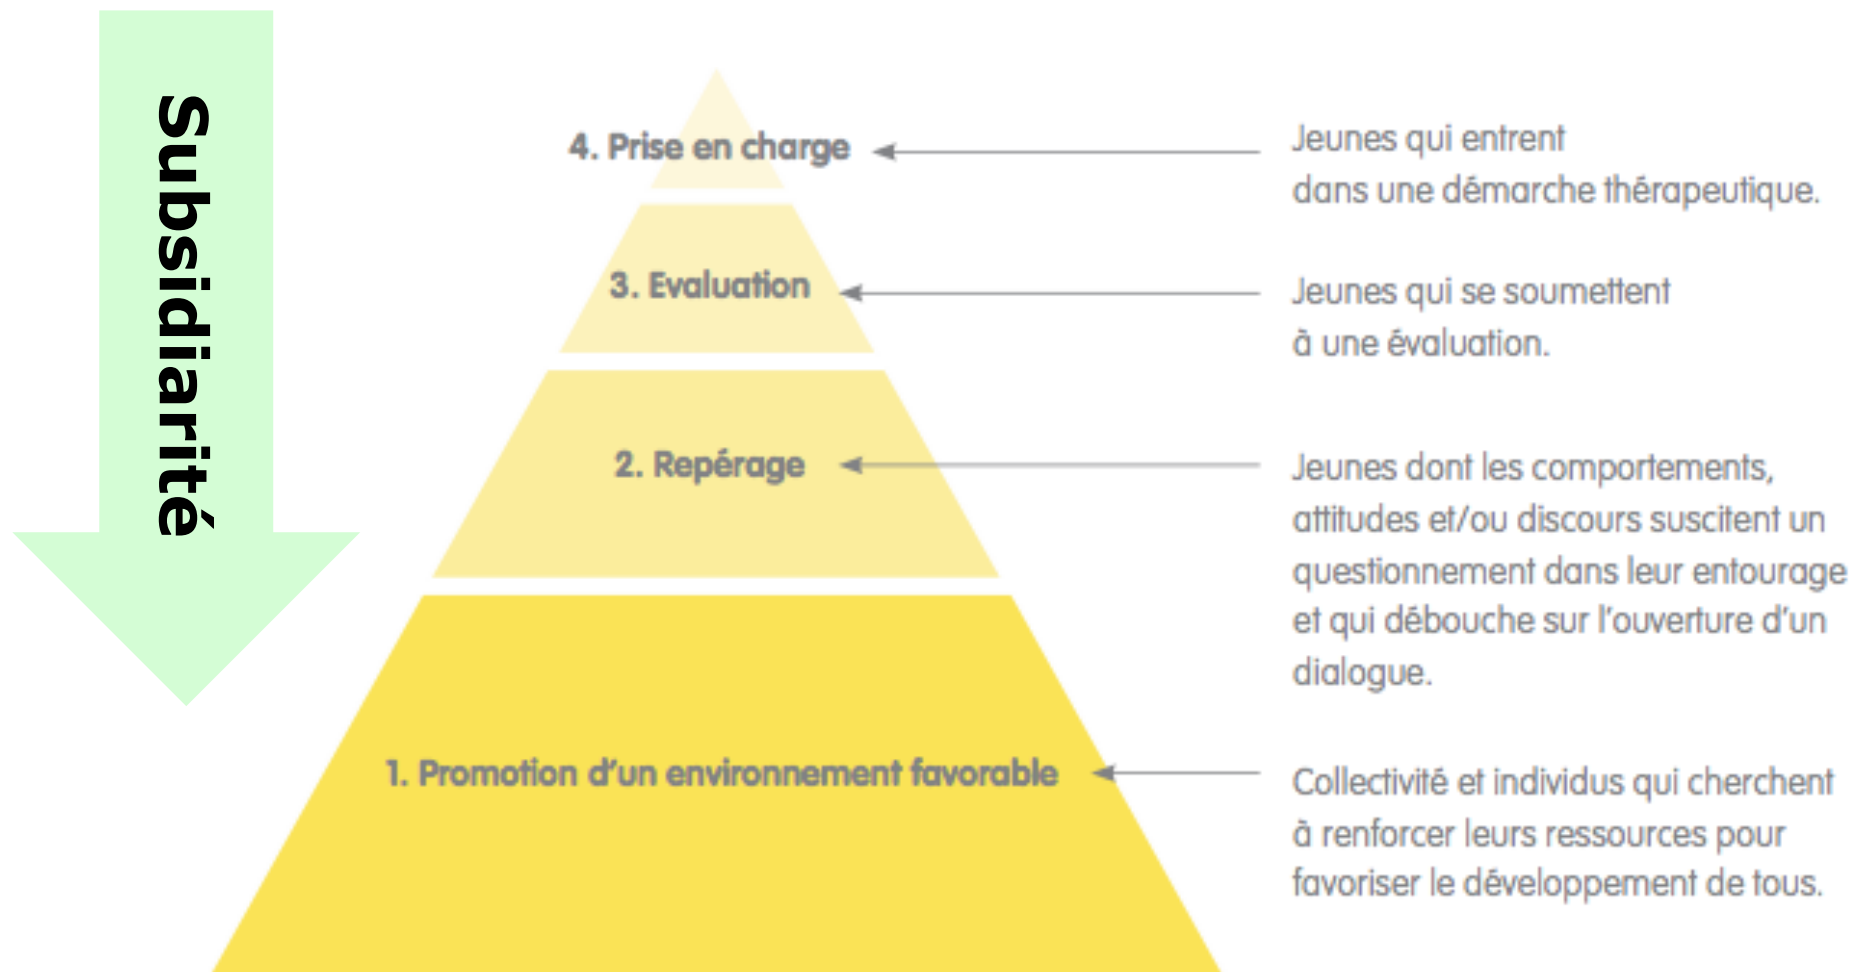 Subsidiarité
4. Prise en charge
Jeunes qui entrent
dans une démarche thérapeutique.
3. Evaluation
Jeunes qui se soumettent
à une évaluation.
2. Repérage
Jeunes dont les comportements,
attitudes et/ou discours suscitent un
questionnement dans leur entourage
et qui débouche sur l'ouverture d'un
dialogue.
1. Promotion d'un environnement favorable
Collectivité et individus qui cherchent
à renforcer leurs ressources pour
favoriser le développement de tous.